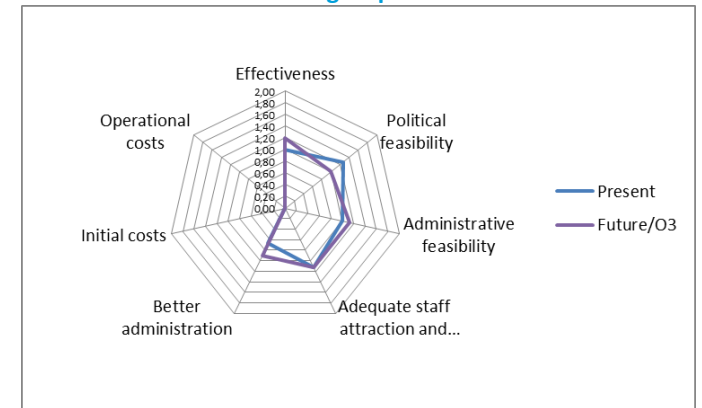 Effectiveness
2,00
1,80
1,60
1,40
1,20
1,00
0,80
0,60
0,40
0,20
0,00
Political
feasibility
Administrative
feasibility
Adequate staff
attraction and...
Better
administration
Initial costs
Operational
costs
Present
Future/O3